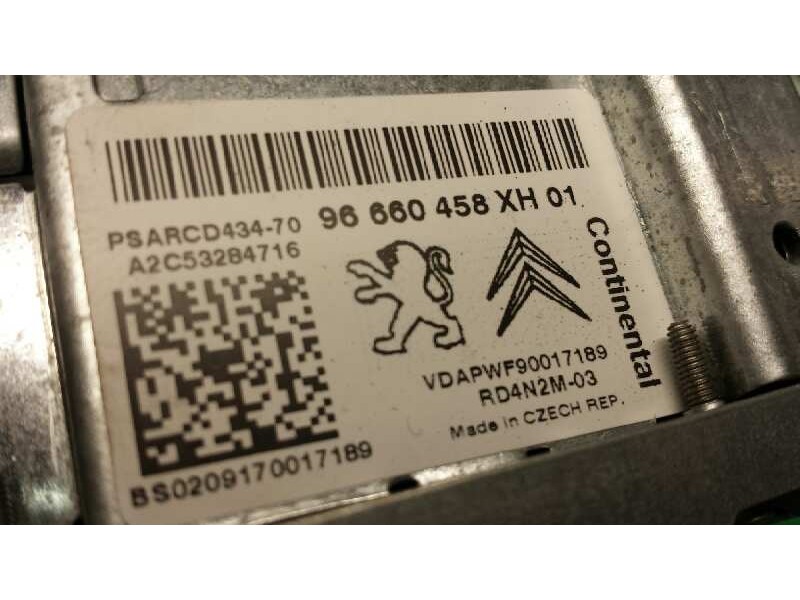 PSARCD434-70 96 660 458 XH 01
A2C53284716
Continental
VDAPWF90017189
RD4N2M-03
Made in CZECH REP.
BS0209170017189